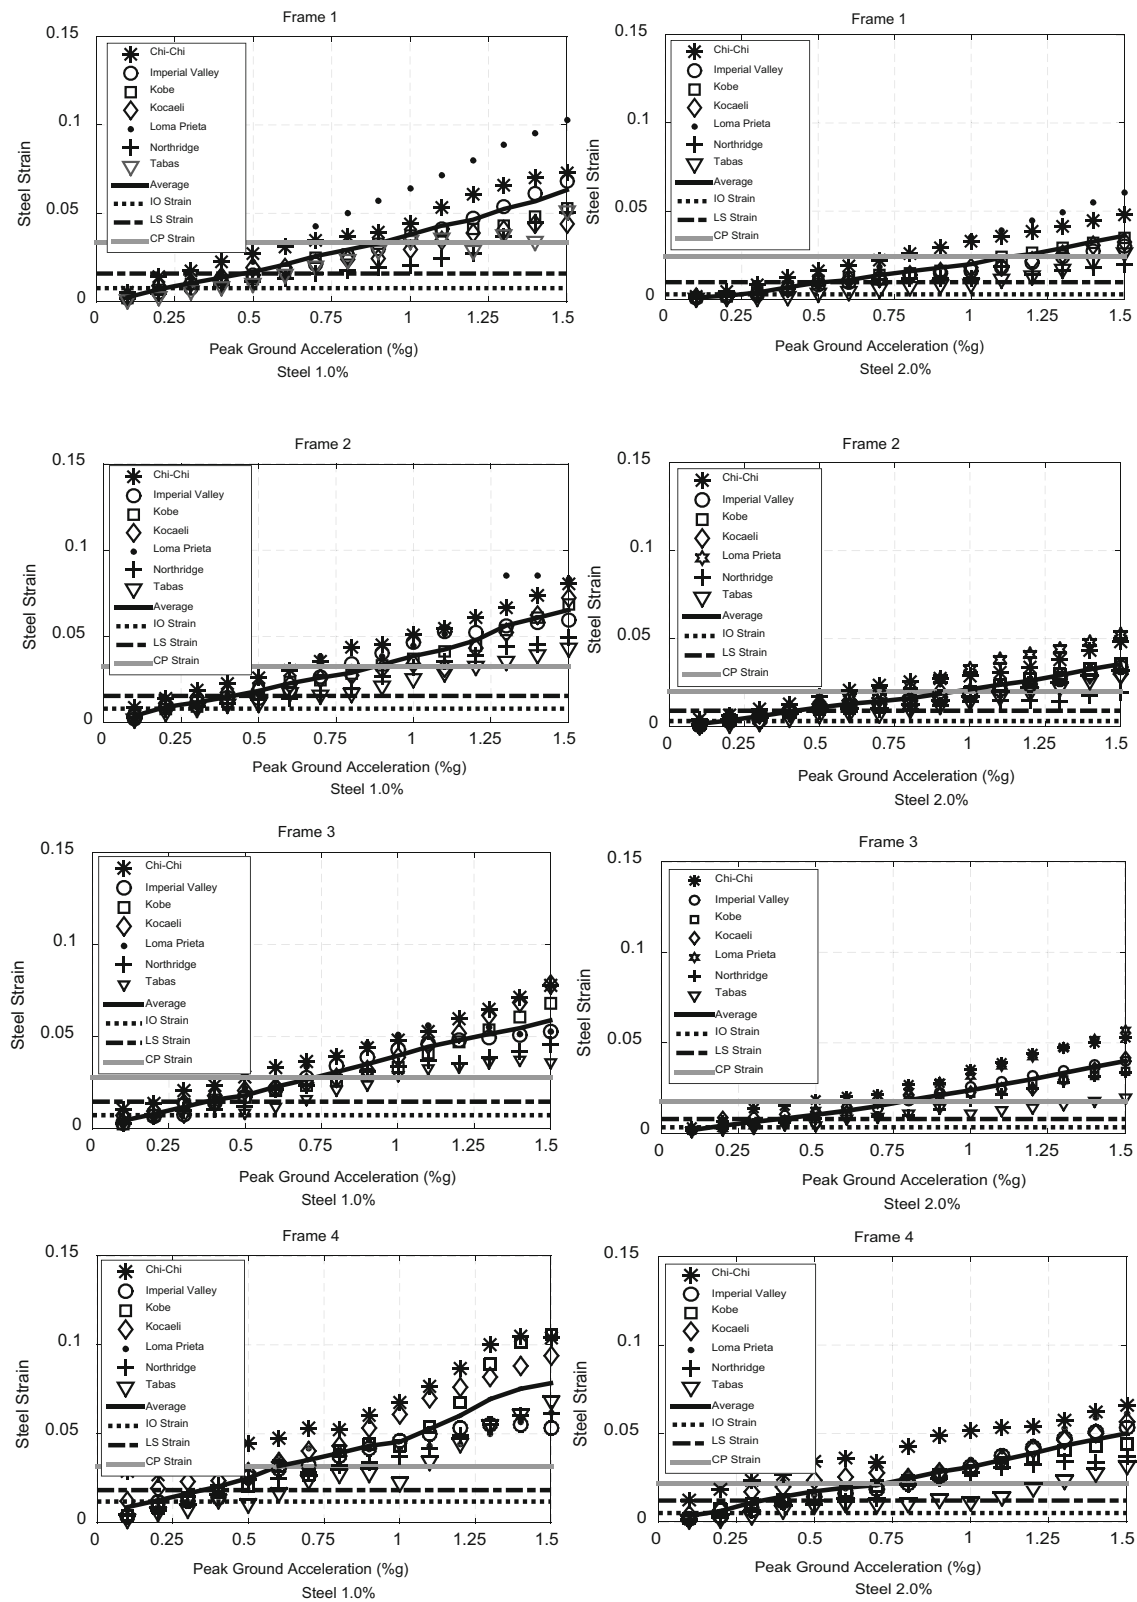 Frame 1
0.15
Chi-Chi
Imperial Valley
Kobe
Kocaeli
Loma Prieta
Northridge
Tabas
Average
IO Strain
LS Strain
CP Strain
0.1
0.05
0
Steel Strain
0 0.25 0.5 0.75 1 1.25 1.5
Peak Ground Acceleration (%g)
Steel 1.0%
Frame 1
0.15
Chi-Chi
Imperial Valley
Kobe
Kocaeli
Loma Prieta
Northridge
Tabas
Average
IO Strain
LS Strain
CP Strain
0.1
0.05
0
Steel Strain
0 0.25 0.5 0.75 1 1.25 1.5
Peak Ground Acceleration (%g)
Steel 2.0%
Frame 2
0.15
Chi-Chi
Imperial Valley
Kobe
Kocaeli
Loma Prieta
Northridge
Tabas
Average
IO Strain
LS Strain
CP Strain
0.1
0.05
0
Steel Strain
0 0.25 0.5 0.75 1 1.25 1.5
Peak Ground Acceleration (%g)
Steel 1.0%
Frame 2
0.15
Chi-Chi
Imperial Valley
Kobe
Kocaeli
Loma Prieta
Northridge
Tabas
Average
IO Strain
LS Strain
CP Strain
0.1
0.05
0
Steel Strain
0 0.25 0.5 0.75 1 1.25 1.5
Peak Ground Acceleration (%g)
Steel 2.0%
Frame 3
0.15
Chi-Chi
Imperial Valley
Kobe
Kocaeli
Loma Prieta
Northridge
Tabas
Average
IO Strain
LS Strain
CP Strain
0.1
0.05
0
Steel Strain
0 0.25 0.5 0.75 1 1.25 1.5
Peak Ground Acceleration (%g)
Steel 1.0%
Frame 3
0.15
Chi-Chi
Imperial Valley
Kobe
Kocaeli
Loma Prieta
Northridge
Tabas
Average
IO Strain
LS Strain
CP Strain
0.1
0.05
0
Steel Strain
0 0.25 0.5 0.75 1 1.25 1.5
Peak Ground Acceleration (%g)
Steel 2.0%
Frame 4
0.15
Chi-Chi
Imperial Valley
Kobe
Kocaeli
Loma Prieta
Northridge
Tabas
Average
IO Strain
LS Strain
CP Strain
0.1
0.05
0
Steel Strain
0 0.25 0.5 0.75 1 1.25 1.5
Peak Ground Acceleration (%g)
Steel 1.0%
Frame 4
0.15
Chi-Chi
Imperial Valley
Kobe
Kocaeli
Loma Prieta
Northridge
Tabas
Average
IO Strain
LS Strain
CP Strain
0.1
0.05
0
Steel Strain
0 0.25 0.5 0.75 1 1.25 1.5
Peak Ground Acceleration (%g)
Steel 2.0%